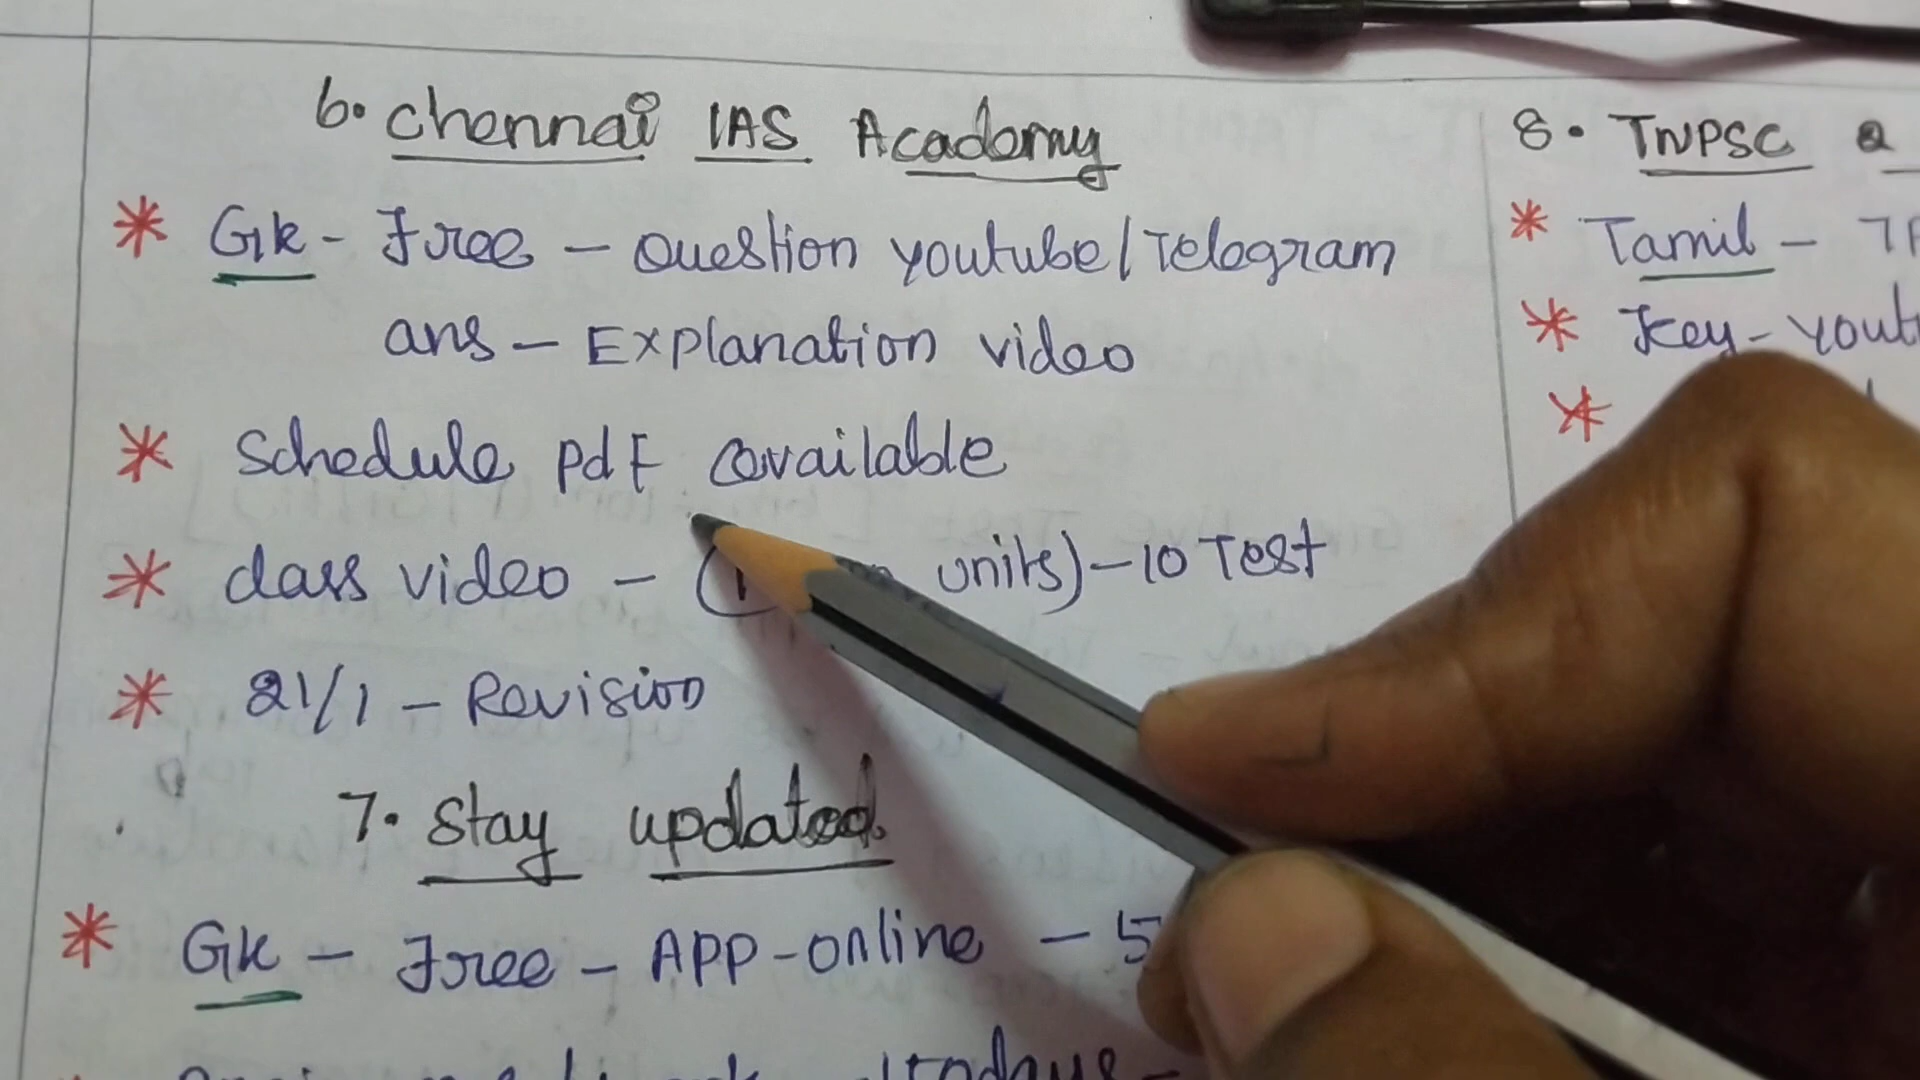 6. Chennai IAS Academy
* Gk - Free - Question youtube/Telegram
ans - Explanation video
* Schedule pdf available
* class video - ( units) - 10 Test
* 21/1 - Revision
7. Stay updated
* Gk - Free - APP - online - 5
8. TNPSC
* Tamil -
* Key - yout
*